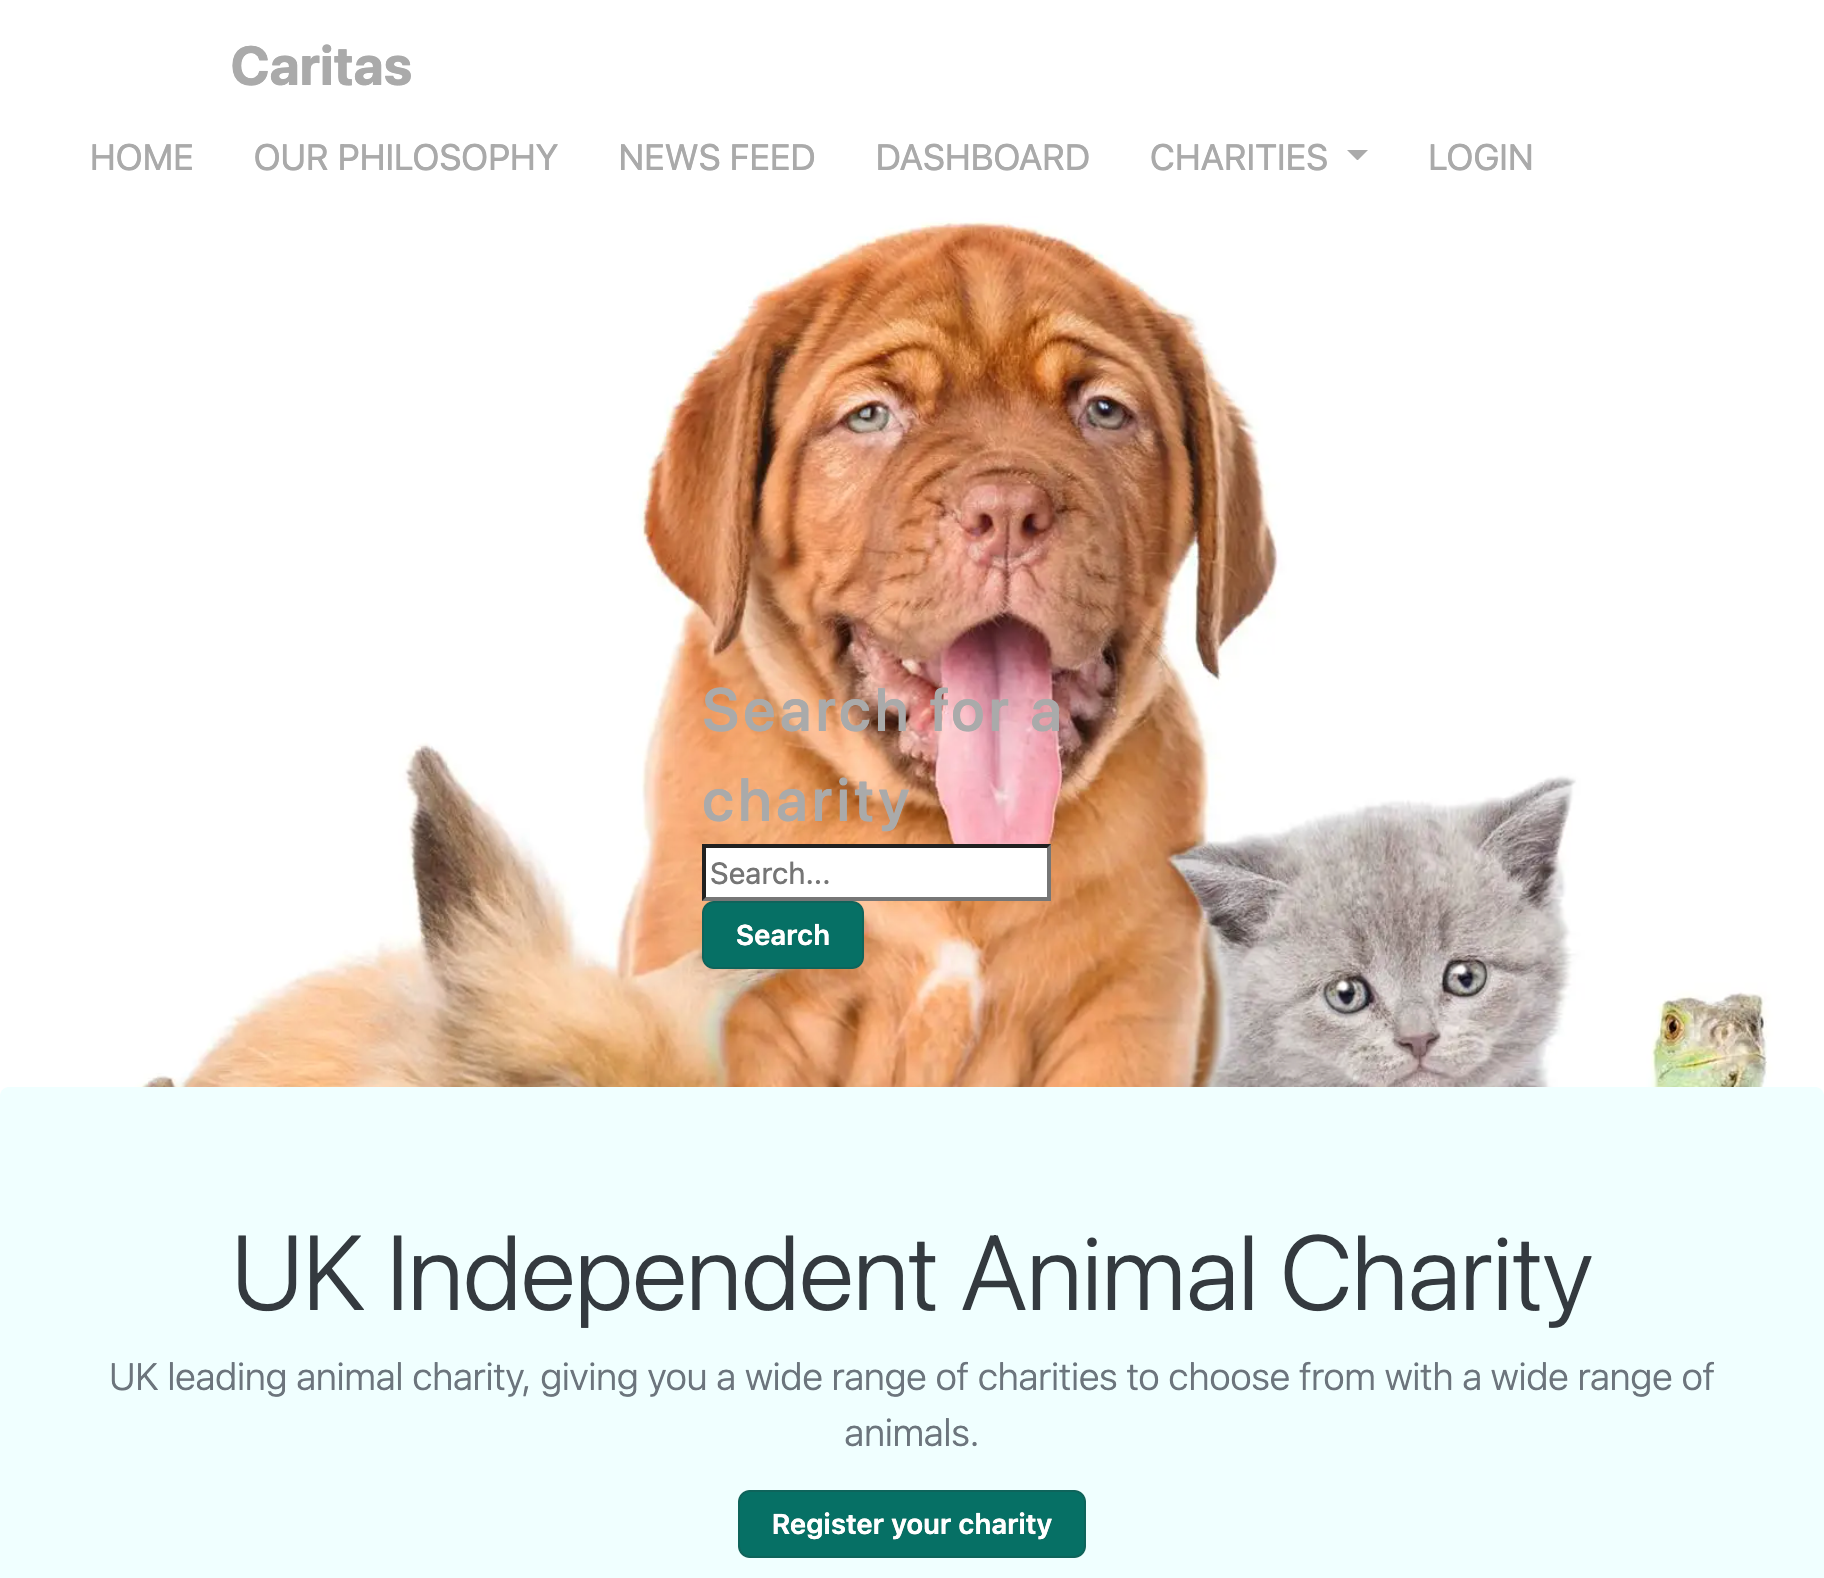 Caritas
HOME OUR PHILOSOPHY NEWS FEED DASHBOARD CHARITIES LOGIN
Search for a
charity
Search...
Search
UK Independent Animal Charity
UK leading animal charity, giving you a wide range of charities to choose from with a wide range of
animals.
Register your charity